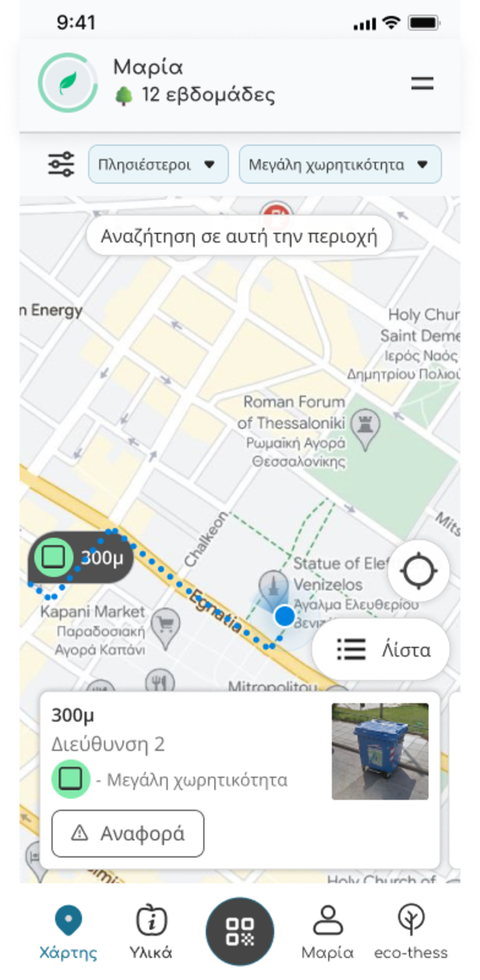 9:41
Μαρία
12 εβδομάδες
Πλησιέστεροι
Μεγάλη χωρητικότητα
Αναζήτηση σε αυτή την περιοχή
n Energy
Holy Chur
Saint Deme
Ιερός Ναός
Δημητρίου Πολιού
Roman Forum
of Thessaloniki
Ρωμαϊκή Αγορά
Θεσσαλονίκης
Mits
Chalkeon
300μ
Statue of Elef
Venizelos
Άγαλμα Ελευθερίου
Βενιζ
Egnatia
Kapani Market
Παραδοσιακή
Αγορά Καπάνι
Λίστα
Mitropolitou
300μ
Διεύθυνση 2
- Μεγάλη χωρητικότητα
Αναφορά
Holy Church of
Χάρτης
Υλικά
Μαρία
eco-thess